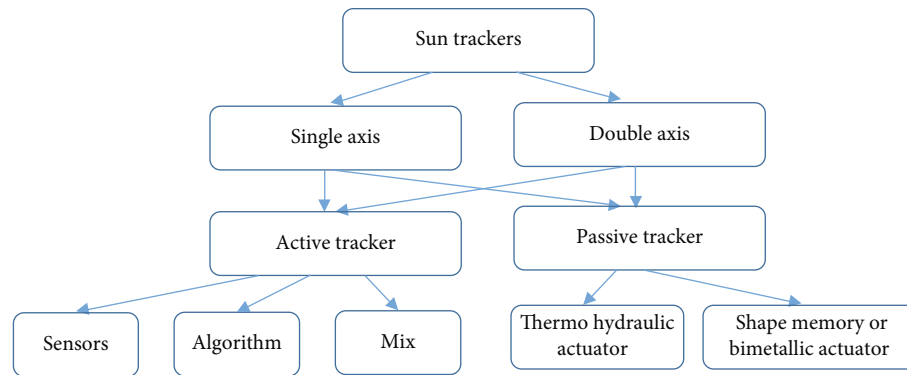 Sun trackers
Single axis
Double axis
Active tracker
Passive tracker
Sensors
Algorithm
Mix
Thermo hydraulic
actuator
Shape memory or
bimetallic actuator